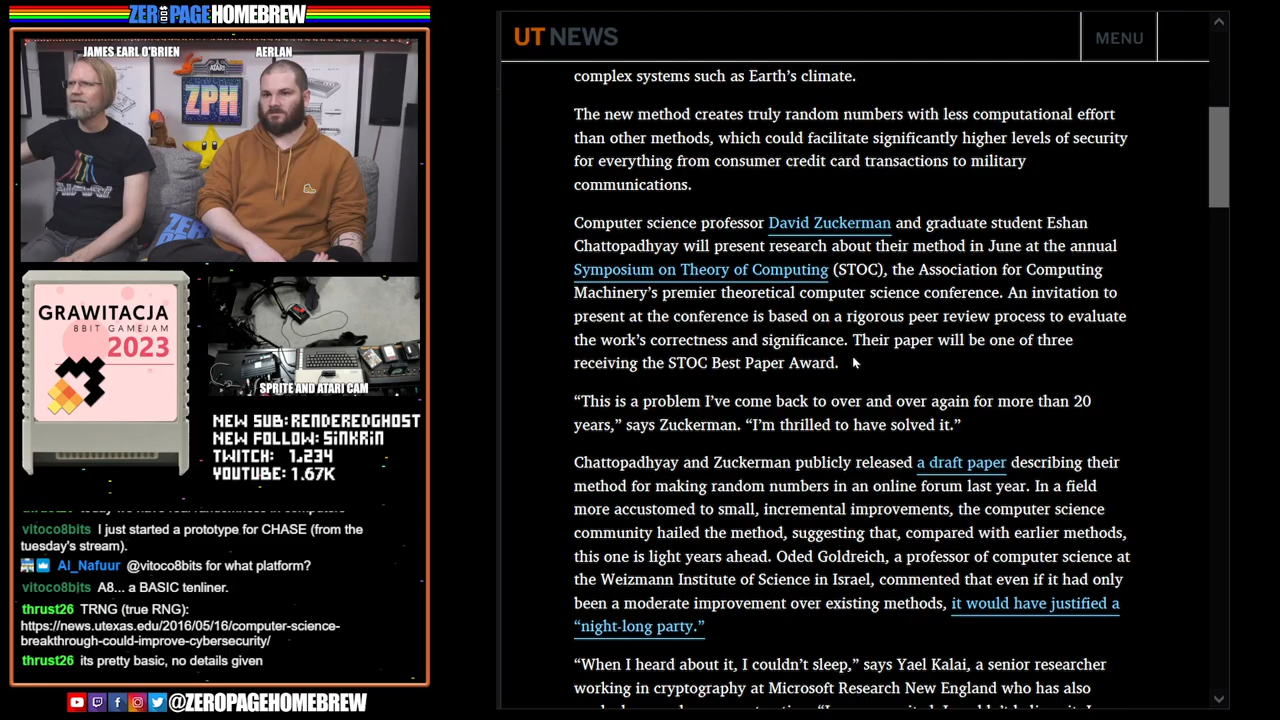 ZEROPAGE HOMEBREW
JAMES EARL O'BRIEN
AERLAN
ATARI
ZPH
GRAWITACJA
8BIT GAMEJAM
2023
SPRITE AND ATARI CAM
NEW SUB: RENDEREDGHOST
NEW FOLLOW: SINKRIN
TWITCH: 1,234
YOUTUBE: 1.67K
vitoco8bits I just started a prototype for CHASE (from the
tuesday's stream).
Al_Nafuur @vitoco8bits for what platform?
vitoco8bits A8... a BASIC tenliner.
thrust26 TRNG (true RNG):
https://news.utexas.edu/2016/05/16/computer-science-
breakthrough-could-improve-cybersecurity/
thrust26 its pretty basic, no details given
@ZEROPAGEHOMEBREW
UT NEWS
MENU
complex systems such as Earth's climate.
The new method creates truly random numbers with less computational effort
than other methods, which could facilitate significantly higher levels of security
for everything from consumer credit card transactions to military
communications.
Computer science professor David Zuckerman and graduate student Eshan
Chattopadhyay will present research about their method in June at the annual
Symposium on Theory of Computing (STOC), the Association for Computing
Machinery's premier theoretical computer science conference. An invitation to
present at the conference is based on a rigorous peer review process to evaluate
the work's correctness and significance. Their paper will be one of three
receiving the STOC Best Paper Award.
“This is a problem I've come back to over and over again for more than 20
years,” says Zuckerman. “I'm thrilled to have solved it.”
Chattopadhyay and Zuckerman publicly released a draft paper describing their
method for making random numbers in an online forum last year. In a field
more accustomed to small, incremental improvements, the computer science
community hailed the method, suggesting that, compared with earlier methods,
this one is light years ahead. Oded Goldreich, a professor of computer science at
the Weizmann Institute of Science in Israel, commented that even if it had only
been a moderate improvement over existing methods, it would have justified a
“night-long party.”
“When I heard about it, I couldn't sleep,” says Yael Kalai, a senior researcher
working in cryptography at Microsoft Research New England who has also